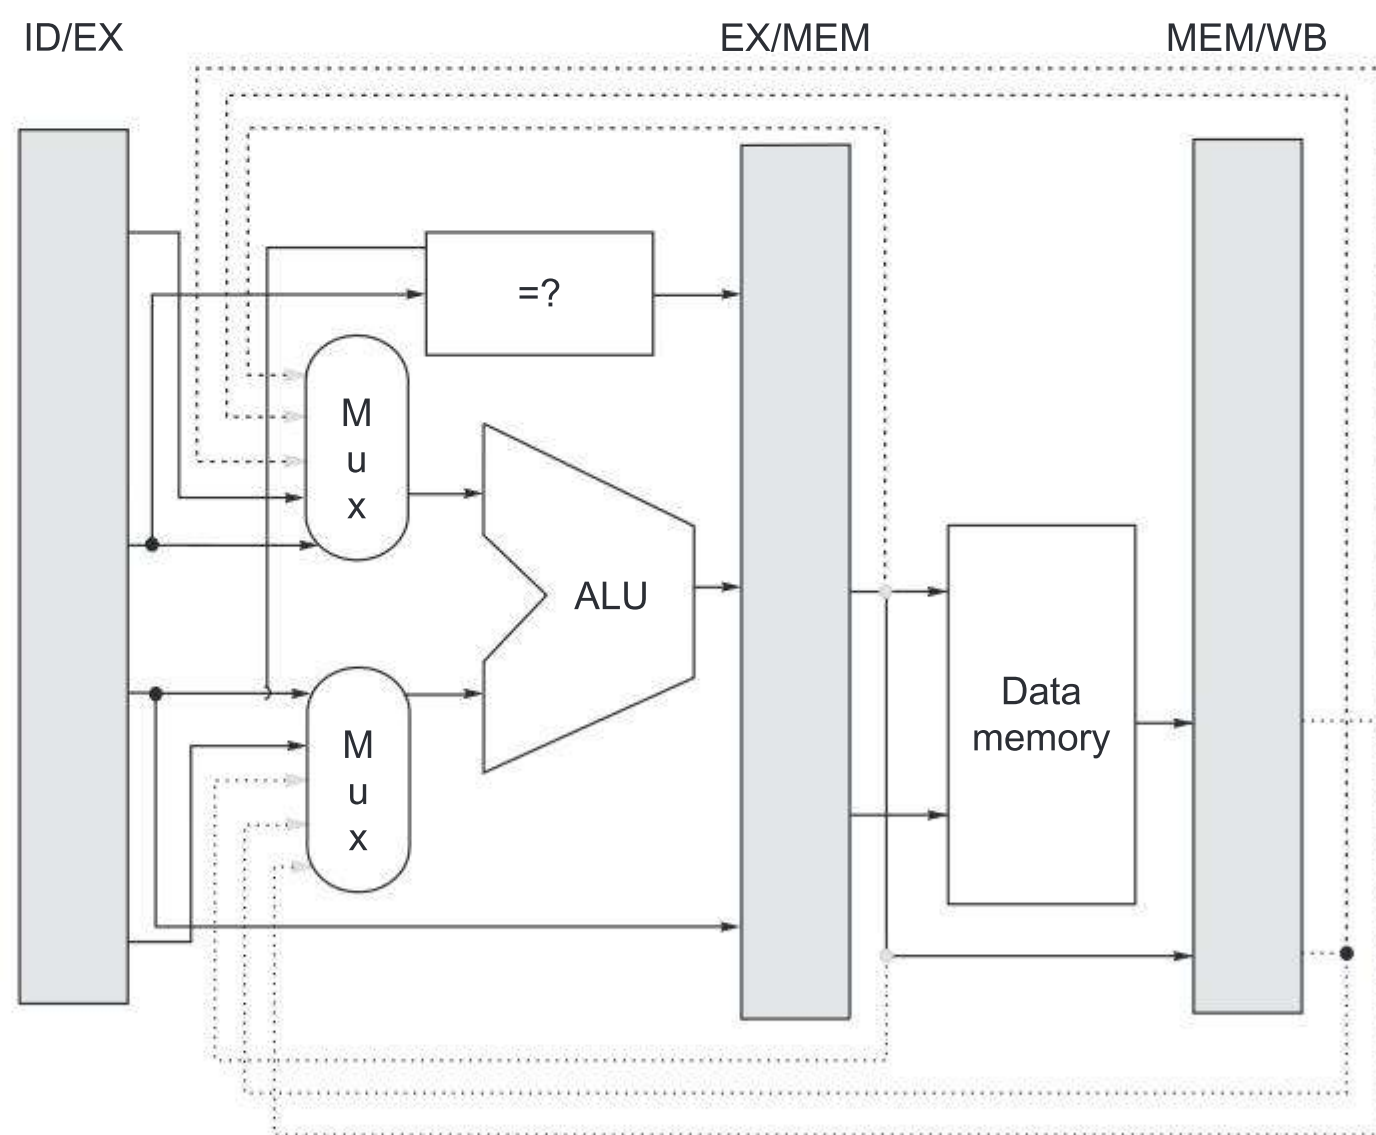 ID/EX
EX/MEM
MEM/WB
=?
M
u
x
ALU
Data
memory
M
u
x